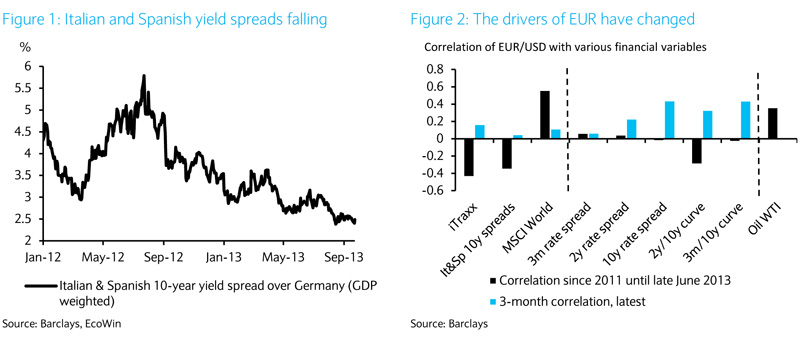 Figure 1: Italian and Spanish yield spreads falling
%
6
5.5
5
4.5
4
3.5
3
2.5
2
Jan-12 May-12 Sep-12 Jan-13 May-13 Sep-13
Italian & Spanish 10-year yield spread over Germany (GDP
weighted)
Source: Barclays, EcoWin
Figure 2: The drivers of EUR have changed
Correlation of EUR/USD with various financial variables
0.8
0.6
0.4
0.2
0
-0.2
-0.4
-0.6
iTraxx
It&Sp 10y spreads
MSCI World
3m rate spread
2y rate spread
10y rate spread
2y/10y curve
3m/10y curve
Oil WTI
Correlation since 2011 until late June 2013
3-month correlation, latest
Source: Barclays